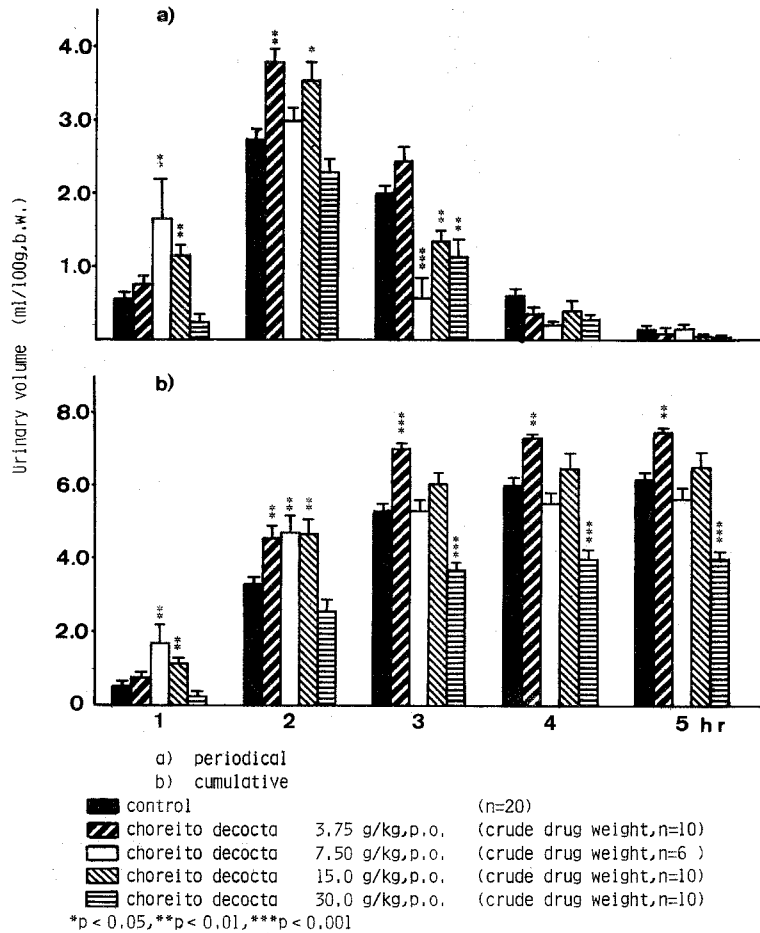 a)
4.0
3.0
2.0
1.0
** * ** ** *** ** **
Urinary volume (ml/100g,b.w.)
b)
8.0
6.0
4.0
2.0
0
** ** ** ** ** *** *** ** *** ** ***
1 2 3 4 5 hr
a) periodical
b) cumulative
control (n=20)
choreito decocta 3.75 g/kg,p.o. (crude drug weight,n=10)
choreito decocta 7.50 g/kg,p.o. (crude drug weight,n=6 )
choreito decocta 15.0 g/kg,p.o. (crude drug weight,n=10)
choreito decocta 30.0 g/kg,p.o. (crude drug weight,n=10)
*p < 0.05,**p < 0.01,***p < 0.001